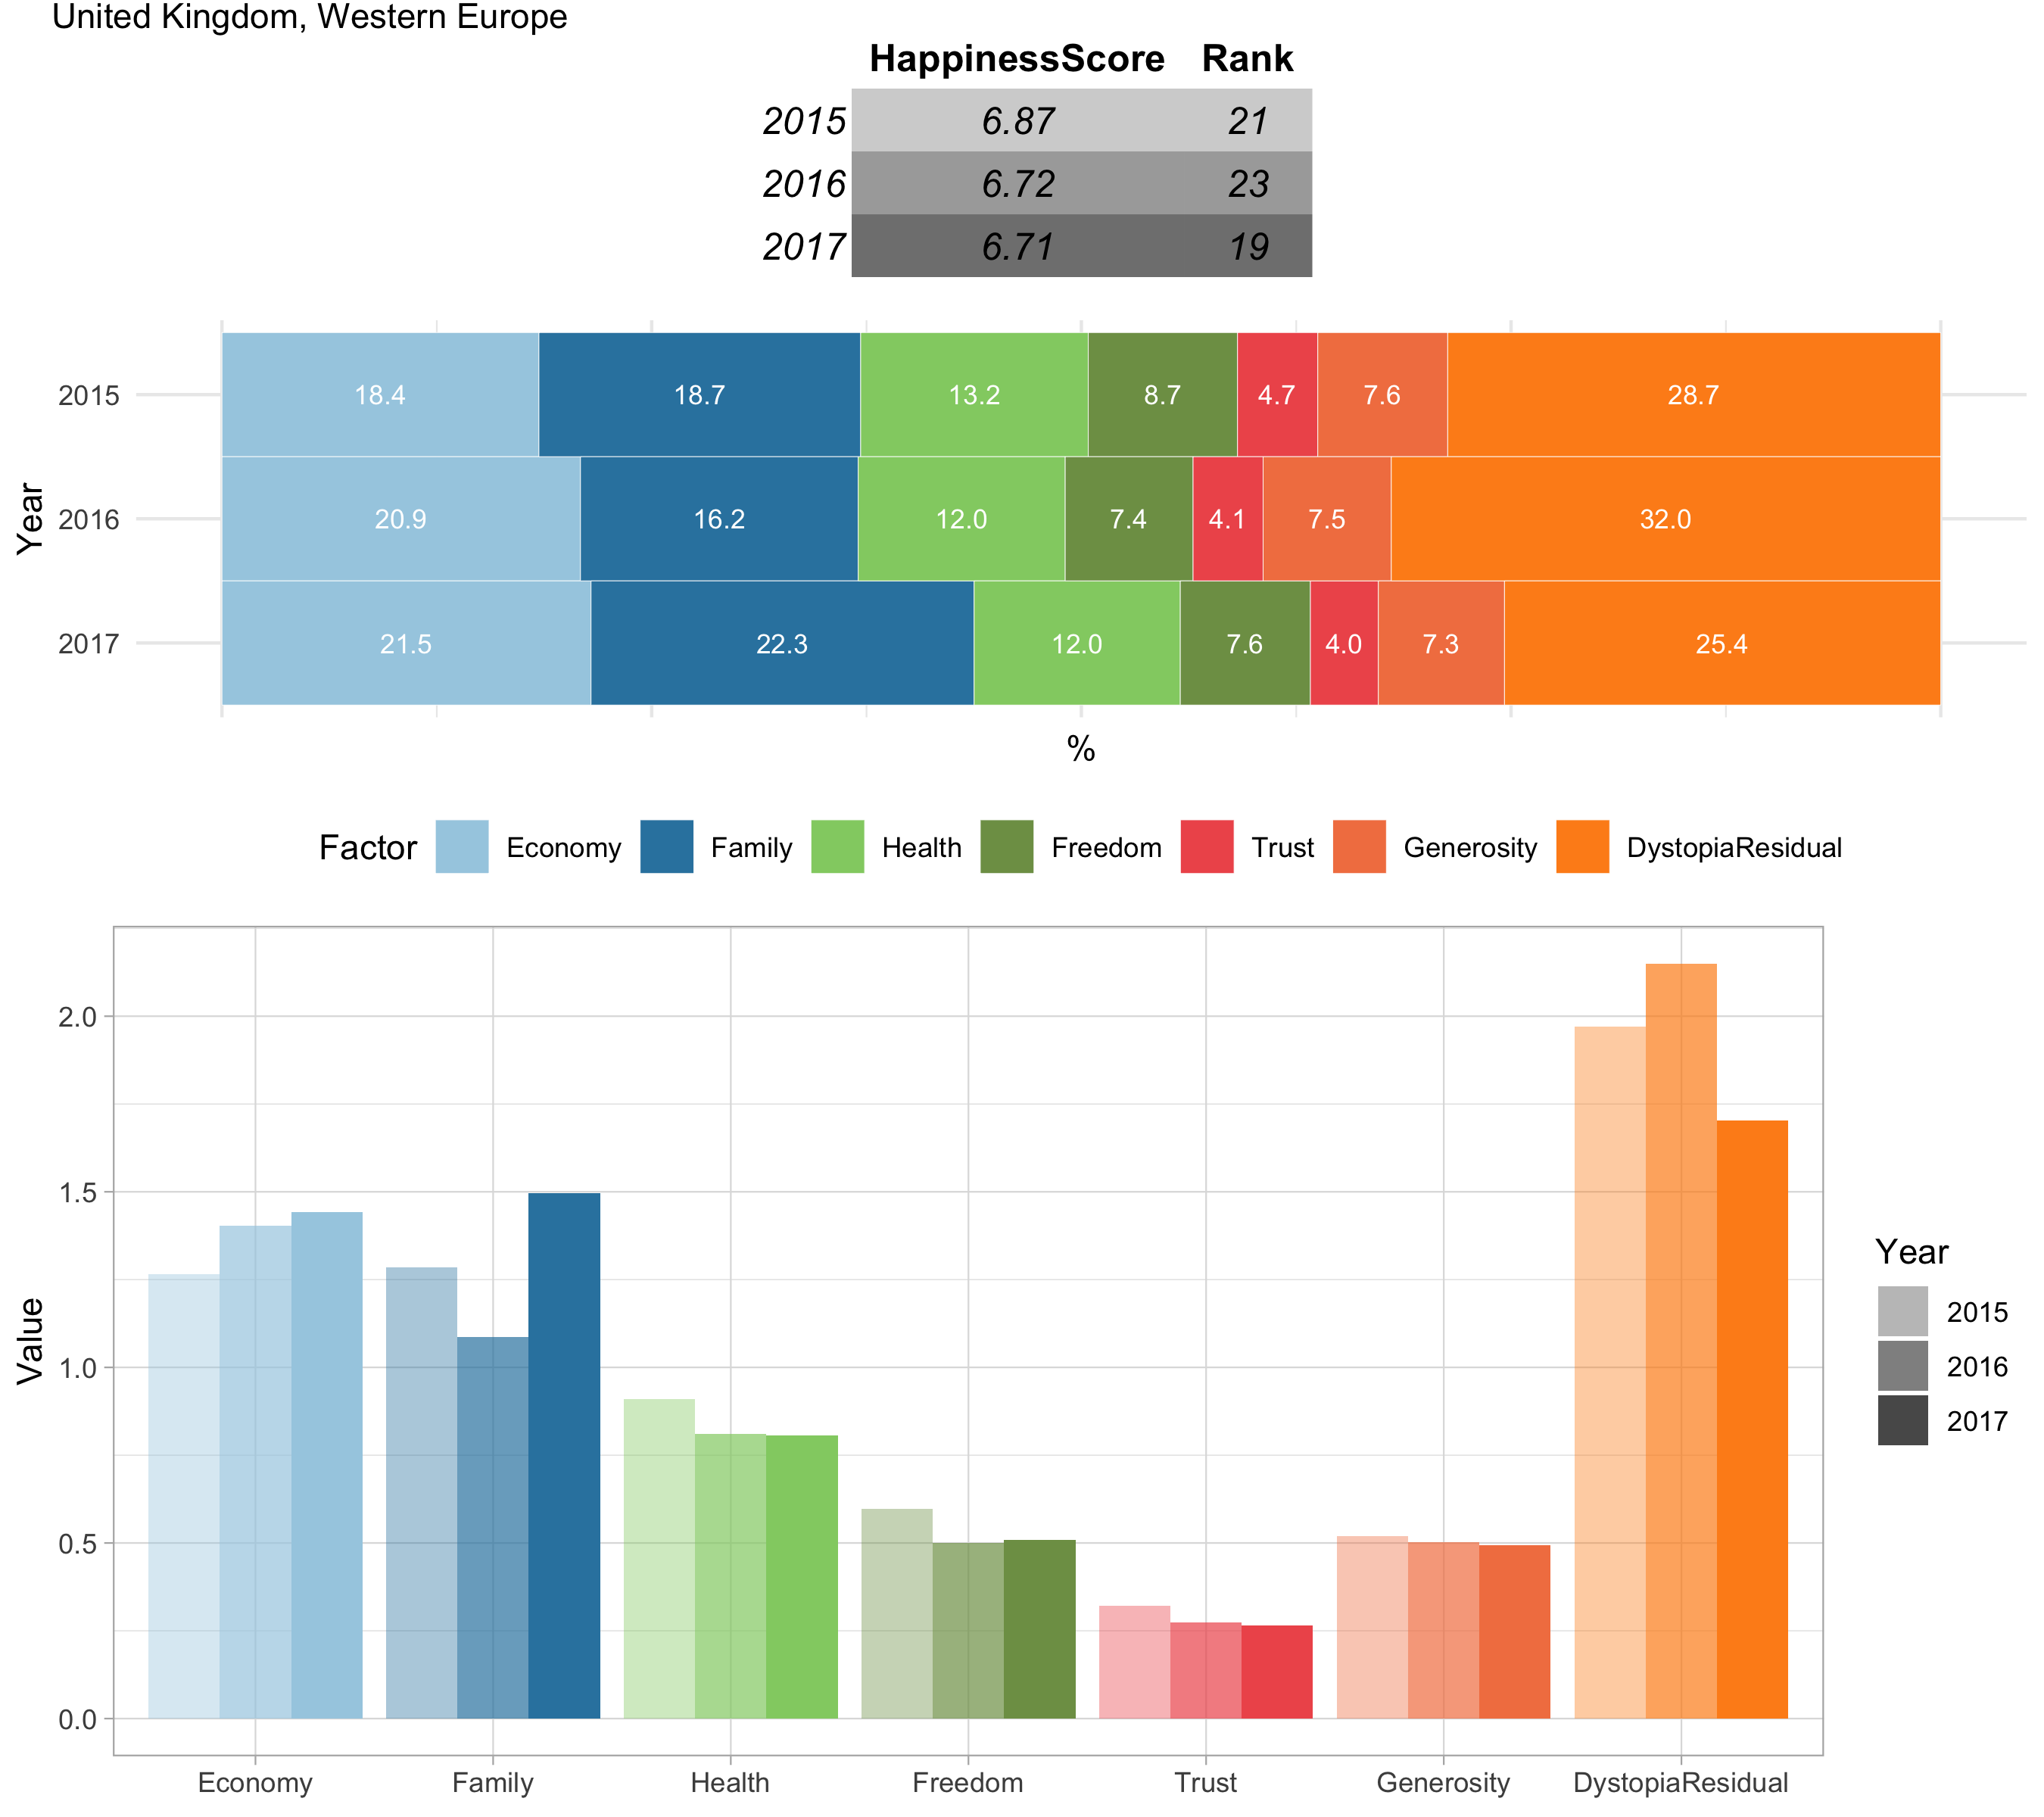 United Kingdom, Western Europe
HappinessScore Rank
2015 6.87 21
2016 6.72 23
2017 6.71 19
Year
2015 18.4 18.7 13.2 8.7 4.7 7.6 28.7
2016 20.9 16.2 12.0 7.4 4.1 7.5 32.0
2017 21.5 22.3 12.0 7.6 4.0 7.3 25.4
%
Factor Economy Family Health Freedom Trust Generosity DystopiaResidual
Value
2.0
1.5
1.0
0.5
0.0
Economy Family Health Freedom Trust Generosity DystopiaResidual
Year
2015
2016
2017